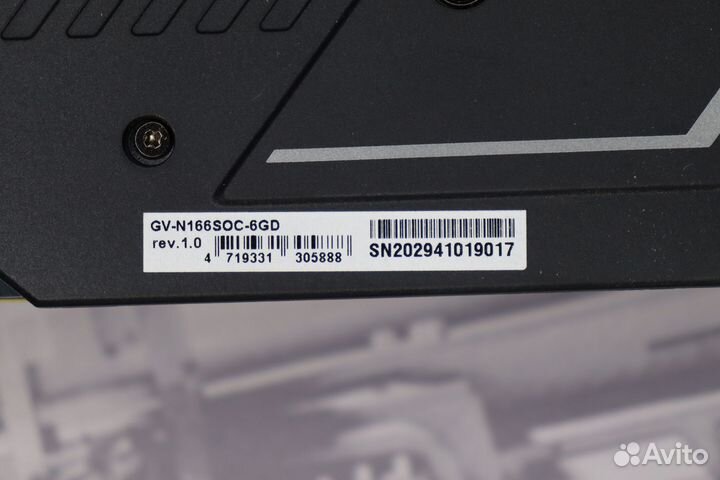 GV-N166SOC-6GD
rev.1.0
4 719331 305888
SN202941019017
Avito